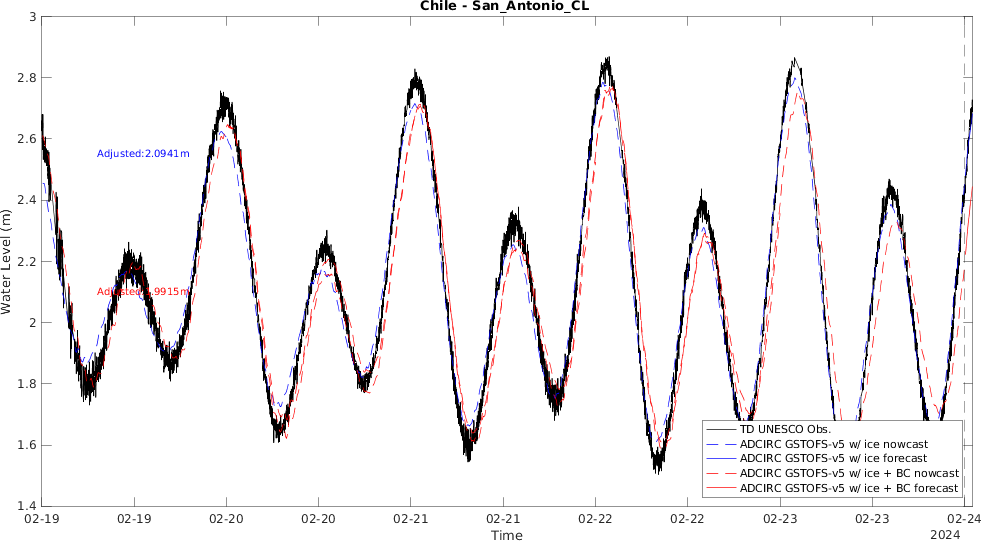 Chile - San_Antonio_CL
3
2.8
2.6
2.4
2.2
2
1.8
1.6
1.4
Water Level (m)
Adjusted:2.0941m
TD UNESCO Obs.
ADCIRC GSTOFS-v5 w/ ice nowcast
ADCIRC GSTOFS-v5 w/ ice forecast
ADCIRC GSTOFS-v5 w/ ice + BC nowcast
ADCIRC GSTOFS-v5 w/ ice + BC forecast
02-19 02-19 02-20 02-20 02-21 02-21 02-22 02-22 02-23 02-23 02-24
Time
2024